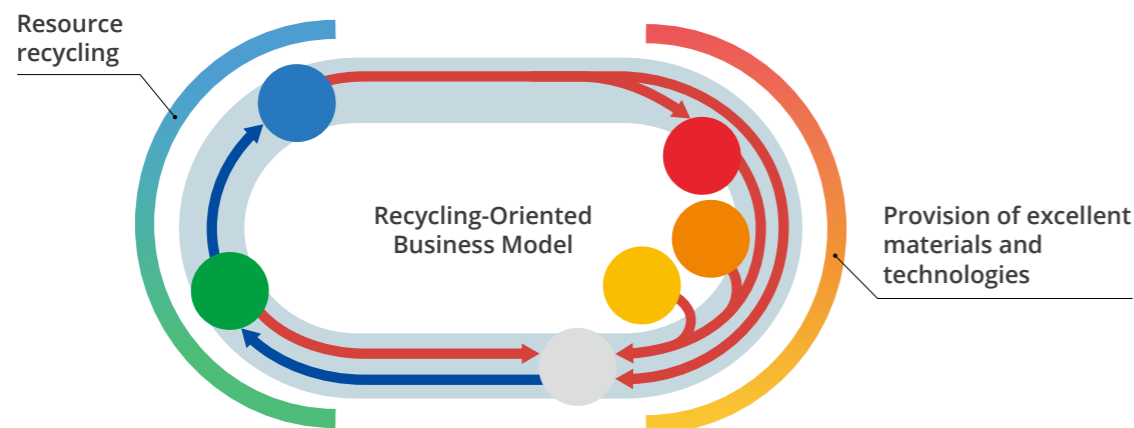 Resource
recycling
Recycling-Oriented
Business Model
Provision of excellent
materials and
technologies